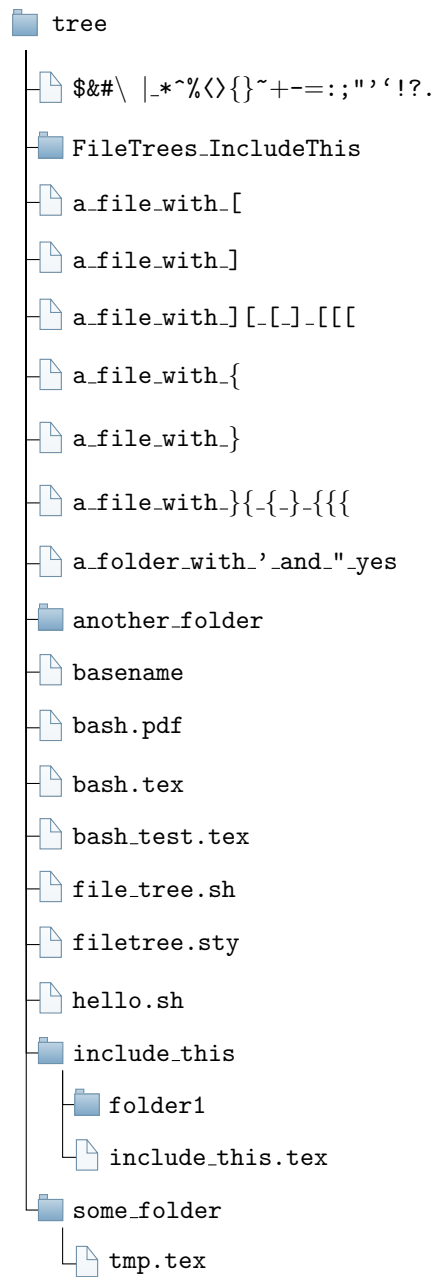 tree
$&#\ |_*^%⟨⟩{}~+-=:;"'‘!?.
FileTrees_IncludeThis
a_file_with_[
a_file_with_]
a_file_with_][_[_]_[[[
a_file_with_{
a_file_with_}
a_file_with_}{_{_}_{{{
a_folder_with_'_and_"_yes
another_folder
basename
bash.pdf
bash.tex
bash_test.tex
file_tree.sh
filetree.sty
hello.sh
include_this
folder1
include_this.tex
some_folder
tmp.tex